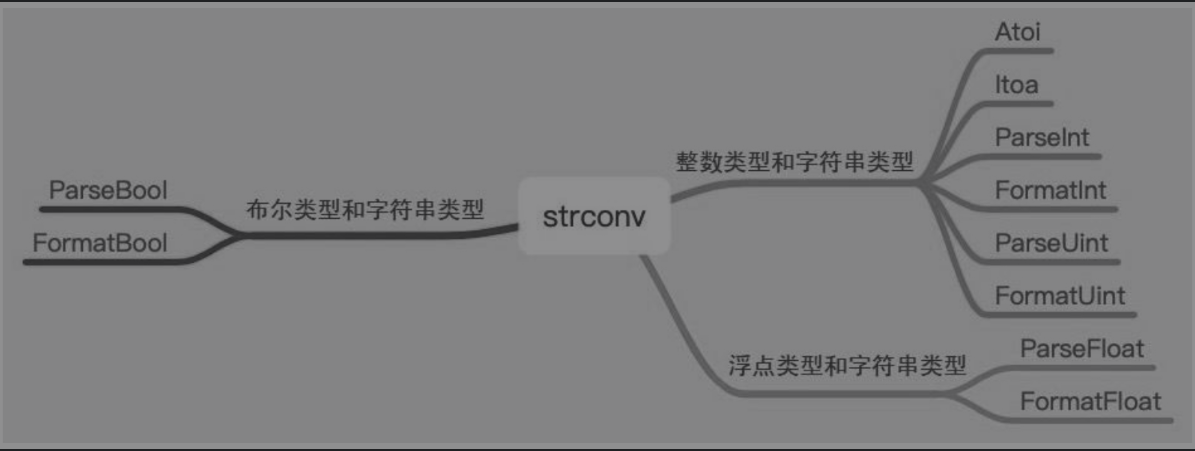 strconv
整数类型和字符串类型
Atoi
Itoa
ParseInt
FormatInt
ParseUint
FormatUint
浮点类型和字符串类型
ParseFloat
FormatFloat
布尔类型和字符串类型
ParseBool
FormatBool